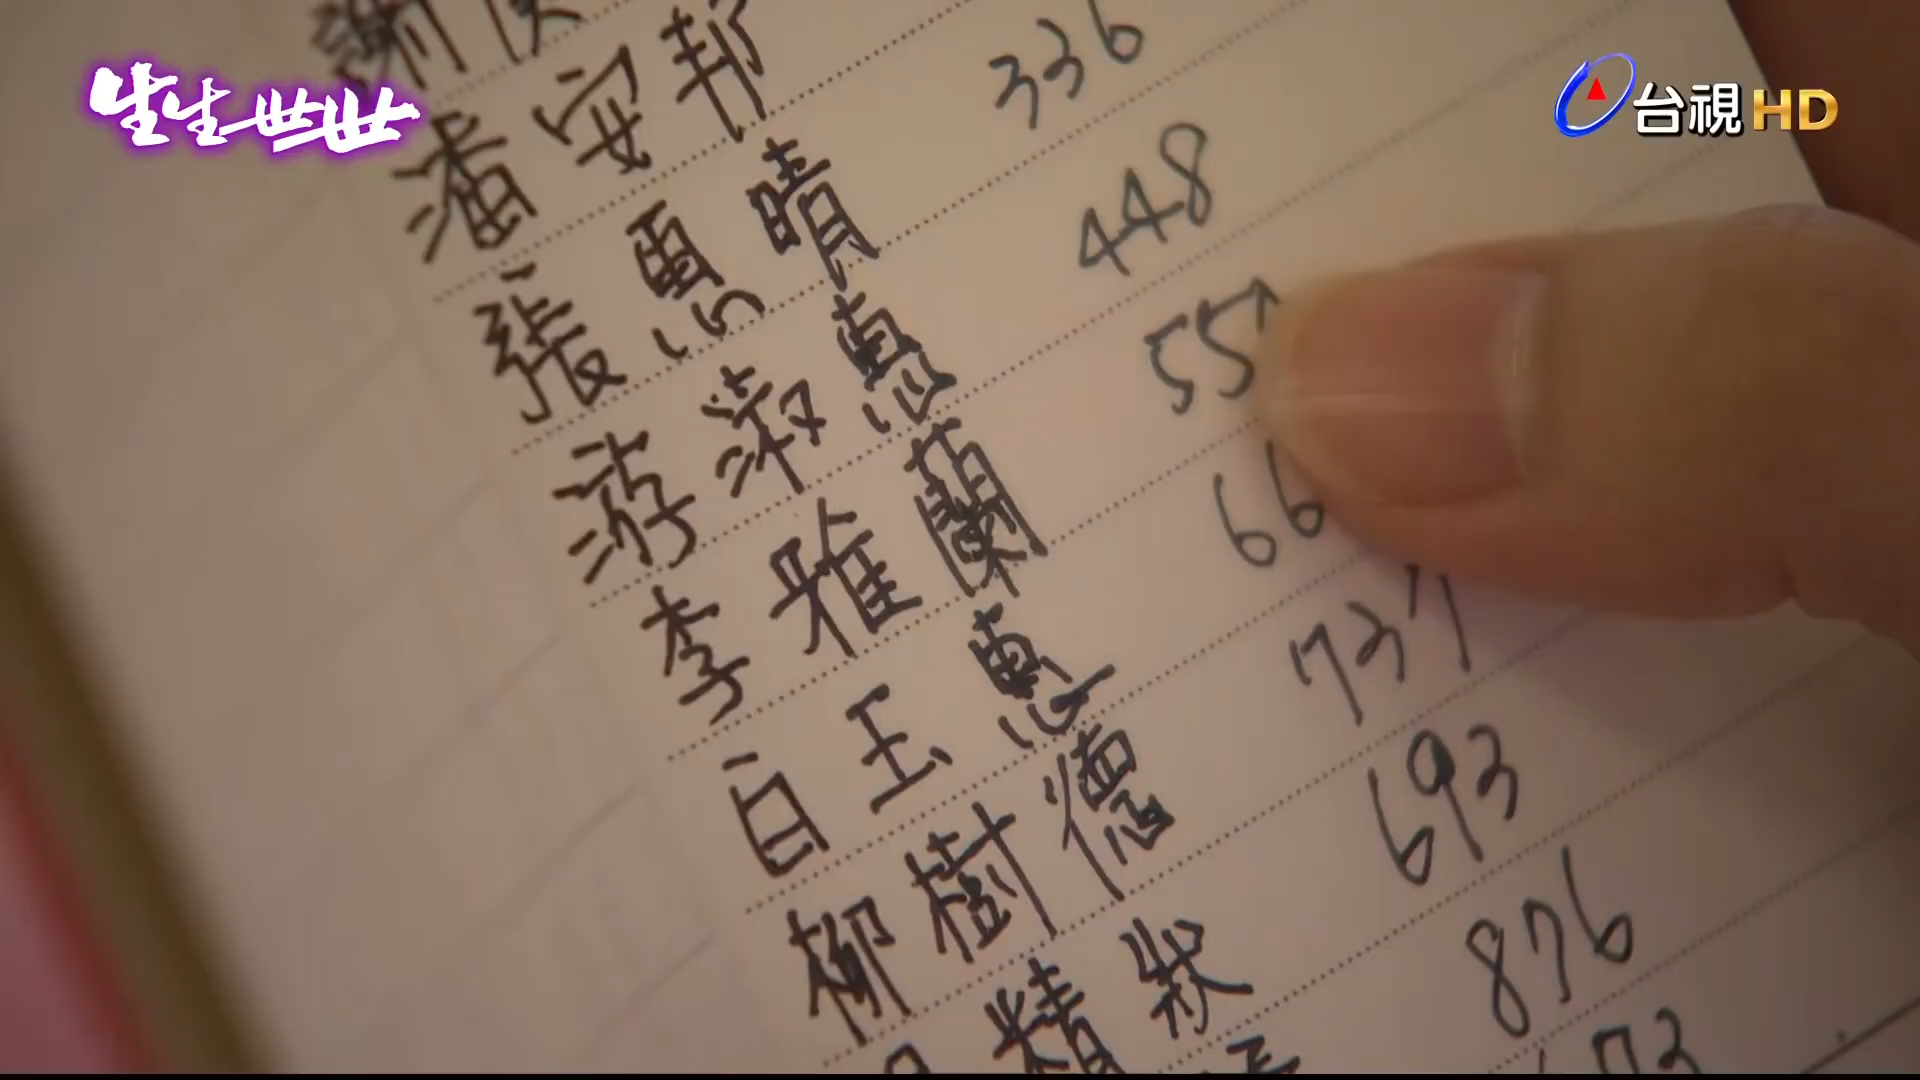 生生世世
台視HD
潘安邦 336
張惠晴 448
游淑惠 55
李雅蘭 66
白玉惠 737
柳樹德 693
精狀 876